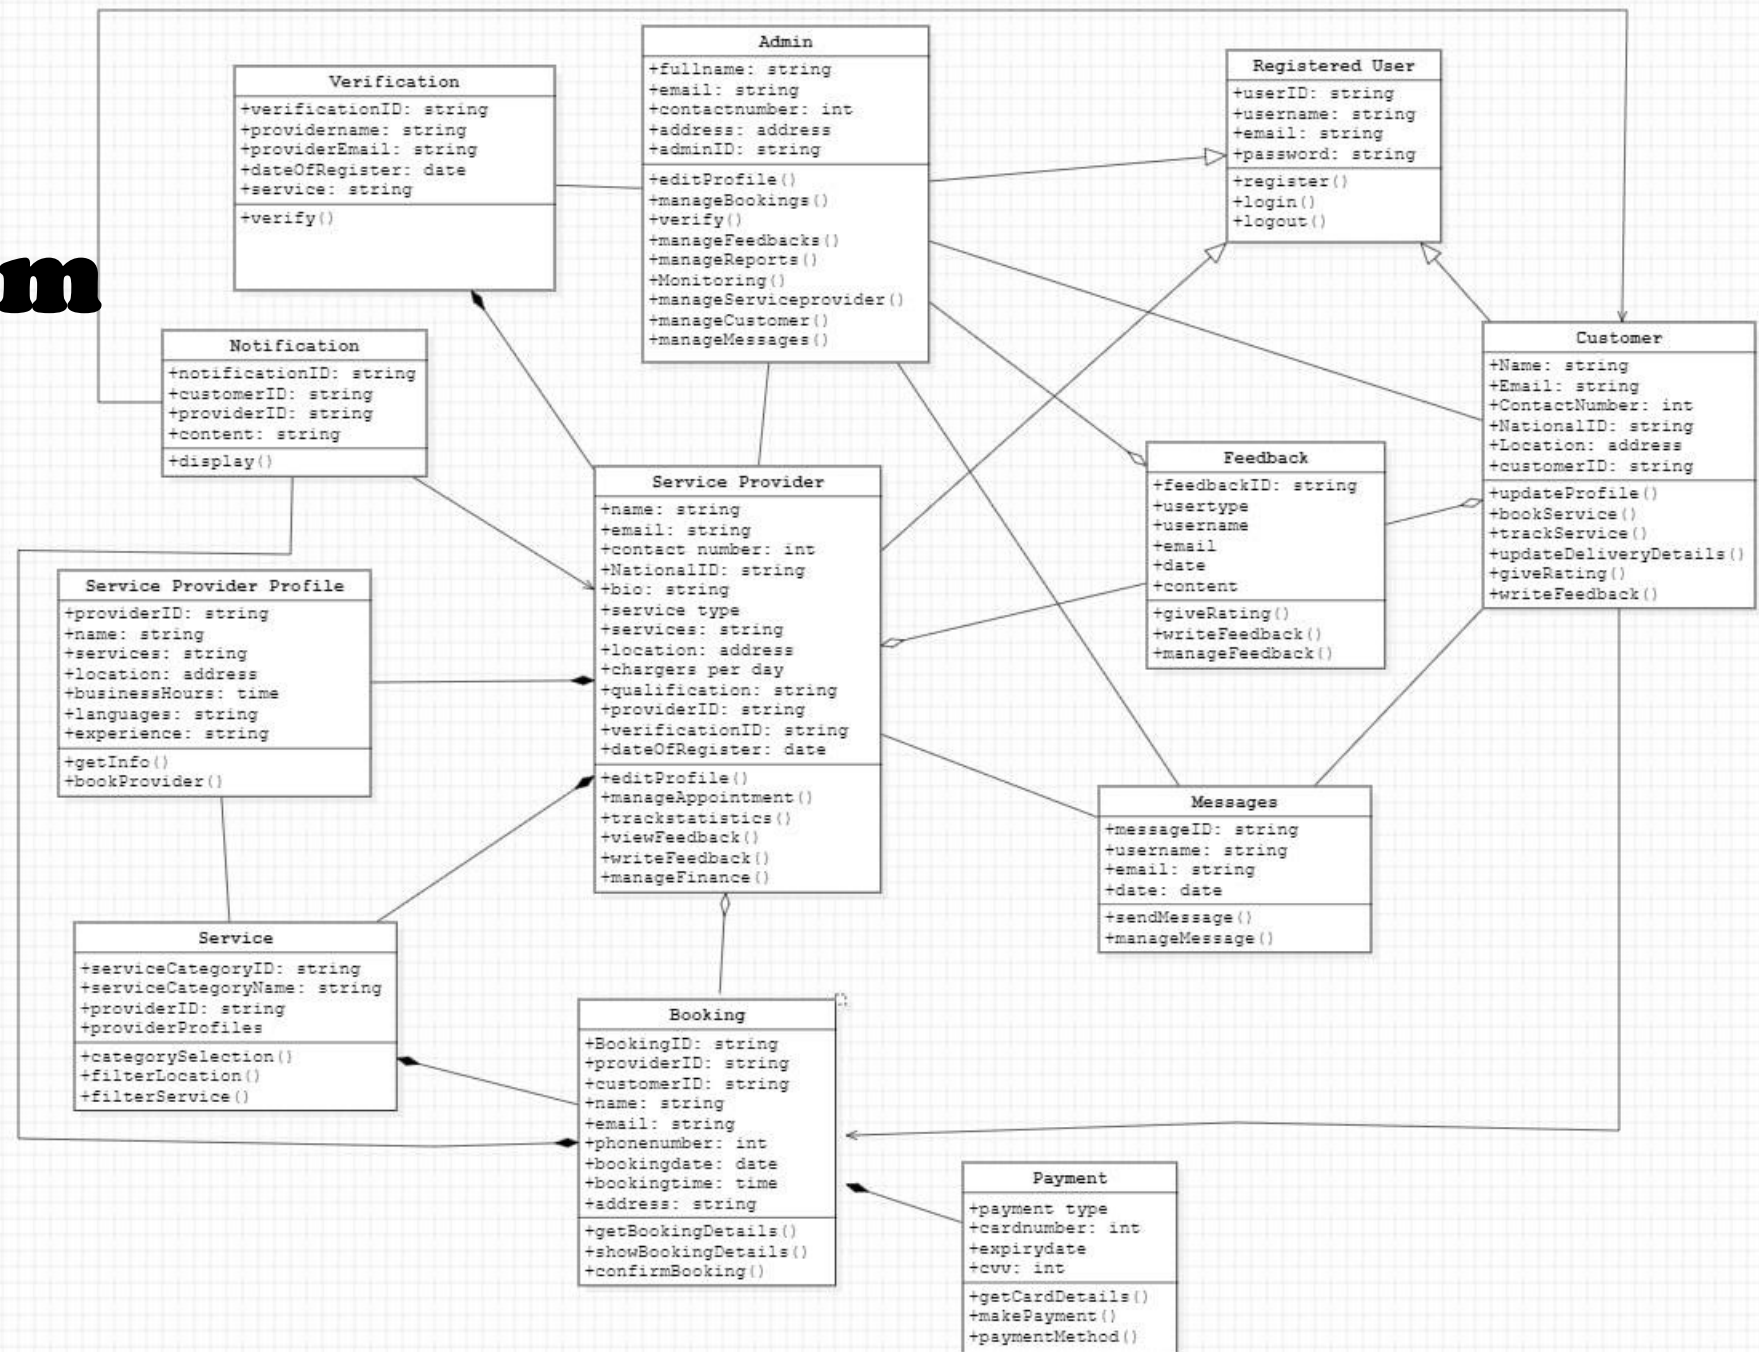 m
Admin
+fullname: string
+email: string
+contactnumber: int
+address: address
+adminID: string
+editProfile()
+manageBookings()
+verify()
+manageFeedbacks()
+manageReports()
+Monitoring()
+manageServiceprovider()
+manageCustomer()
+manageMessages()
Verification
+verificationID: string
+providername: string
+providerEmail: string
+dateOfRegister: date
+service: string
+verify()
Registered User
+userID: string
+username: string
+email: string
+password: string
+register()
+login()
+logout()
Notification
+notificationID: string
+customerID: string
+providerID: string
+content: string
+display()
Customer
+Name: string
+Email: string
+ContactNumber: int
+NationalID: string
+Location: address
+customerID: string
+updateProfile()
+bookService()
+trackService()
+updateDeliveryDetails()
+giveRating()
+writeFeedback()
Feedback
+feedbackID: string
+usertype
+username
+email
+date
+content
+giveRating()
+writeFeedback()
+manageFeedback()
Service Provider
+name: string
+email: string
+contact number: int
+NationalID: string
+bio: string
+service type
+services: string
+location: address
+chargers per day
+qualification: string
+providerID: string
+verificationID: string
+dateOfRegister: date
+editProfile()
+manageAppointment()
+trackstatistics()
+viewFeedback()
+writeFeedback()
+manageFinance()
Service Provider Profile
+providerID: string
+name: string
+services: string
+location: address
+businessHours: time
+languages: string
+experience: string
+getInfo()
+bookProvider()
Messages
+messageID: string
+username: string
+email: string
+date: date
+sendMessage()
+manageMessage()
Service
+serviceCategoryID: string
+serviceCategoryName: string
+providerID: string
+providerProfiles
+categorySelection()
+filterLocation()
+filterService()
Booking
+BookingID: string
+providerID: string
+customerID: string
+name: string
+email: string
+phonenumber: int
+bookingdate: date
+bookingtime: time
+address: string
+getBookingDetails()
+showBookingDetails()
+confirmBooking()
Payment
+payment type
+cardnumber: int
+expirydate
+cvv: int
+getCardDetails()
+makePayment()
+paymentMethod()